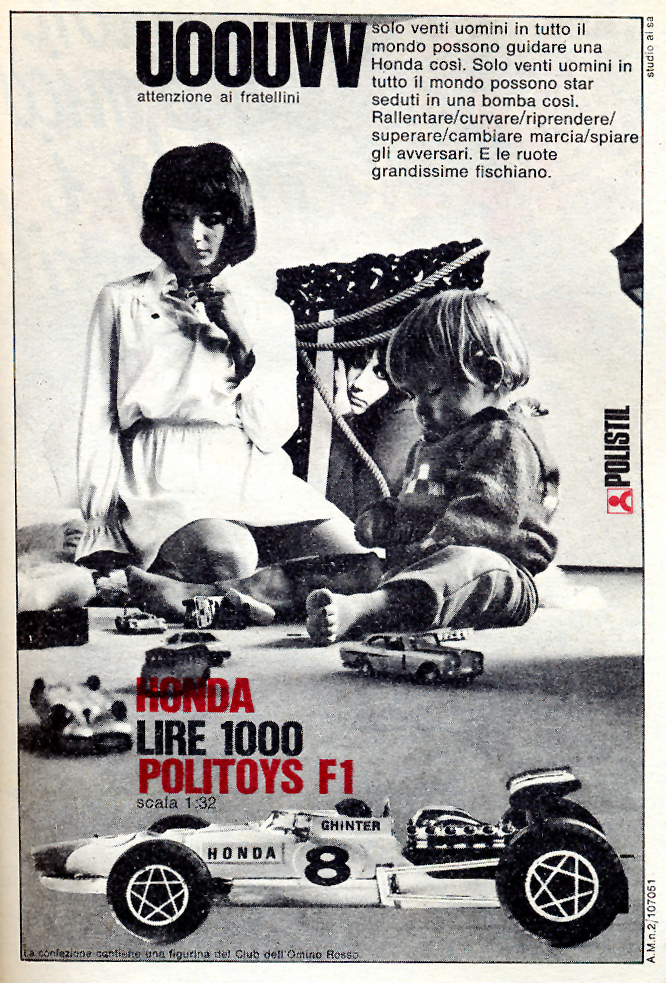 UOOUVV
attenzione ai fratellini
solo venti uomini in tutto il
mondo possono guidare una
Honda così. Solo venti uomini in
tutto il mondo possono star
seduti in una bomba così.
Rallentare/curvare/riprendere/
superare/cambiare marcia/spiare
gli avversari. E le ruote
grandissime fischiano.
studio al sa
POLISTIL
HONDA
LIRE 1000
POLITOYS F1
scala 1:32
GHINTER
HONDA
8
La confezione contiene una figurina del Club dell'Omino Rosso.
A.M.n.2/107051